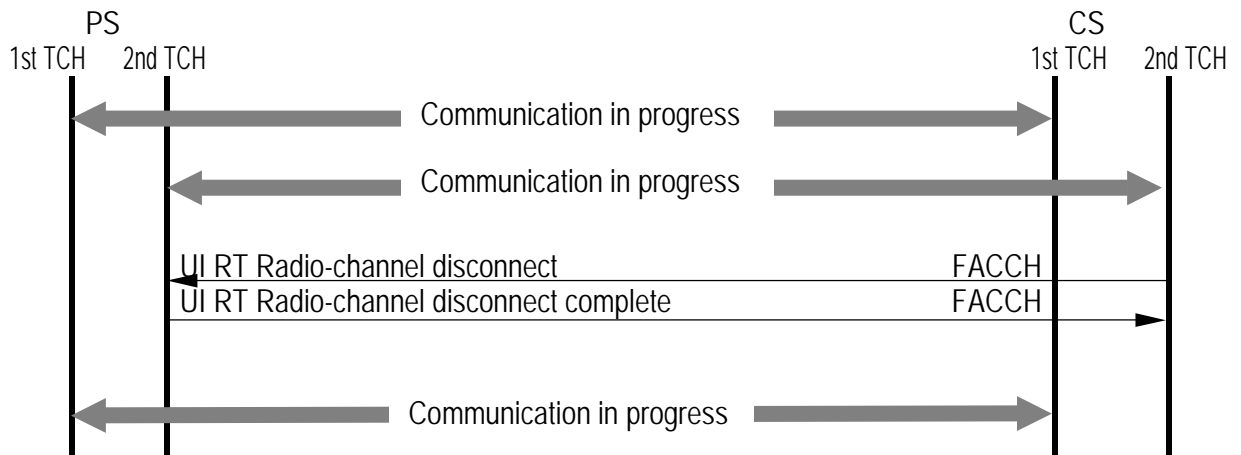 PS CS
1st TCH 2nd TCH 1st TCH 2nd TCH
Communication in progress
Communication in progress
UI RT Radio-channel disconnect FACCH
UI RT Radio-channel disconnect complete FACCH
Communication in progress